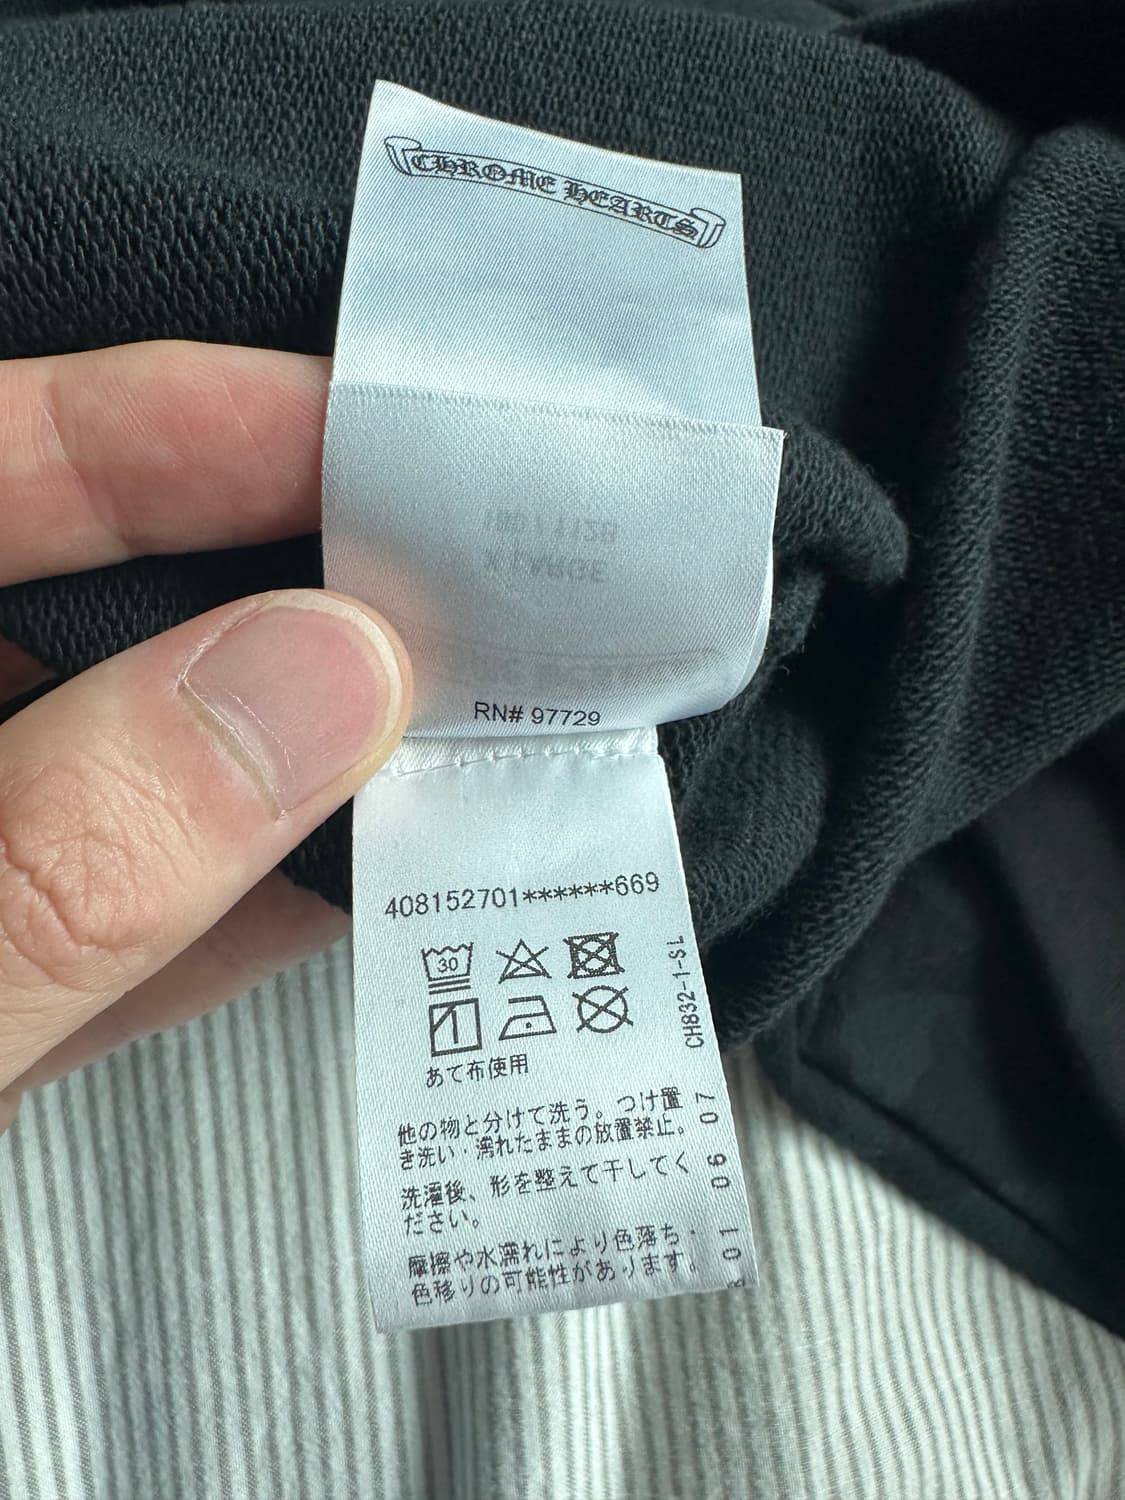 CHROME HEARTS
X LARGE
RN# 97729
408152701******669
30
CH832-1-SL
あて布使用
他の物と分けて洗う。つけ置
き洗い・濡れたままの放置禁止。
洗濯後、形を整えて干してく
ださい。
摩擦や水濡れにより色落ち・
色移りの可能性があります。
01 06 07